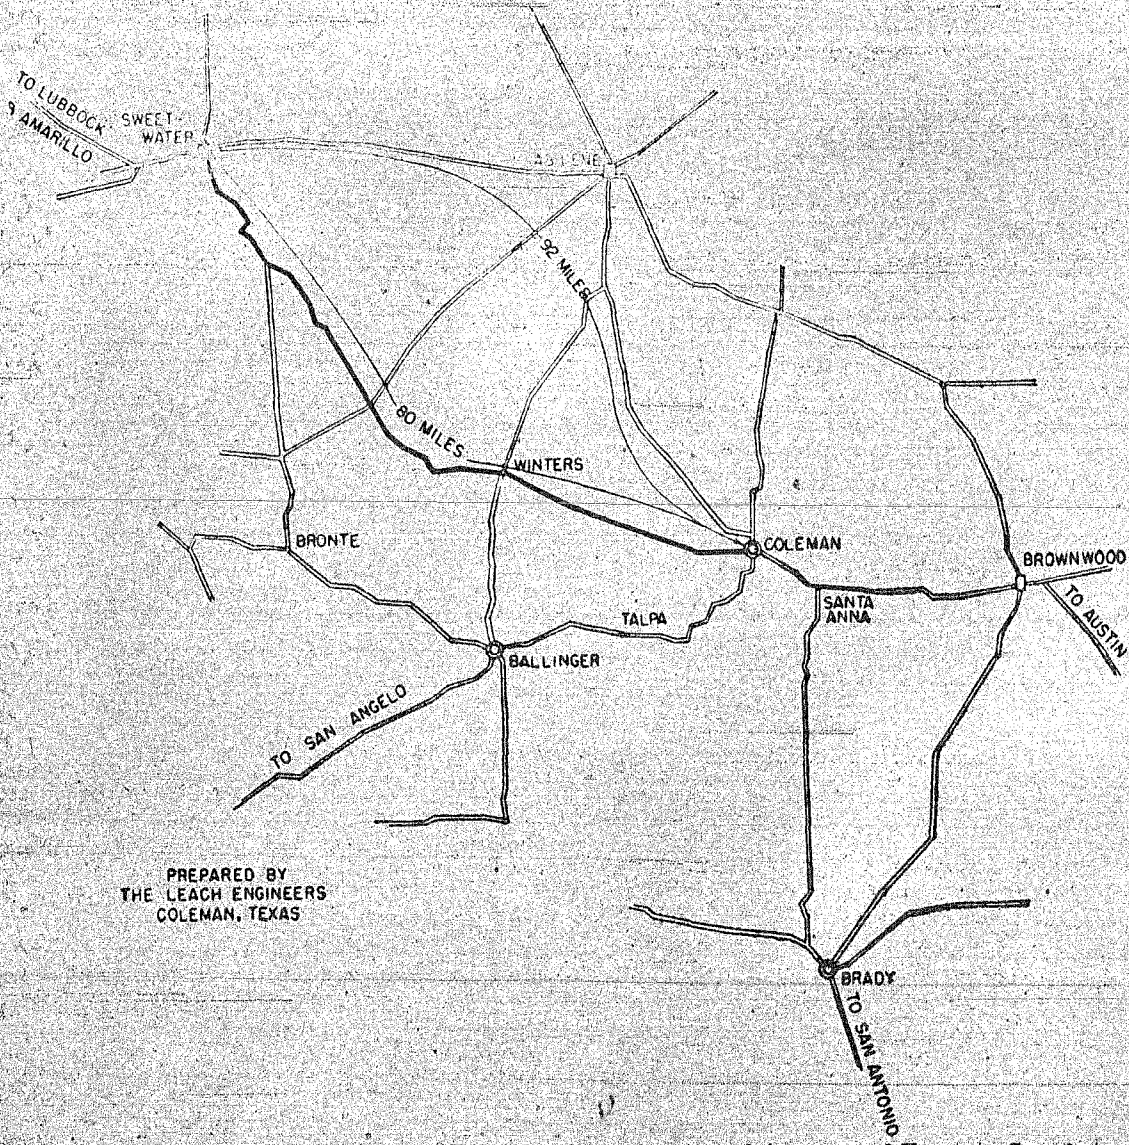 TO LUBBOCK
& AMARILLO
SWEET-
WATER
ABILENE
92 MILES
80 MILES
WINTERS
COLEMAN
BRONTE
BROWNWOOD
SANTA
ANNA
TO AUSTIN
TALPA
BALLINGER
TO SAN ANGELO
PREPARED BY
THE LEACH ENGINEERS
COLEMAN, TEXAS
BRADY
TO SAN ANTONIO